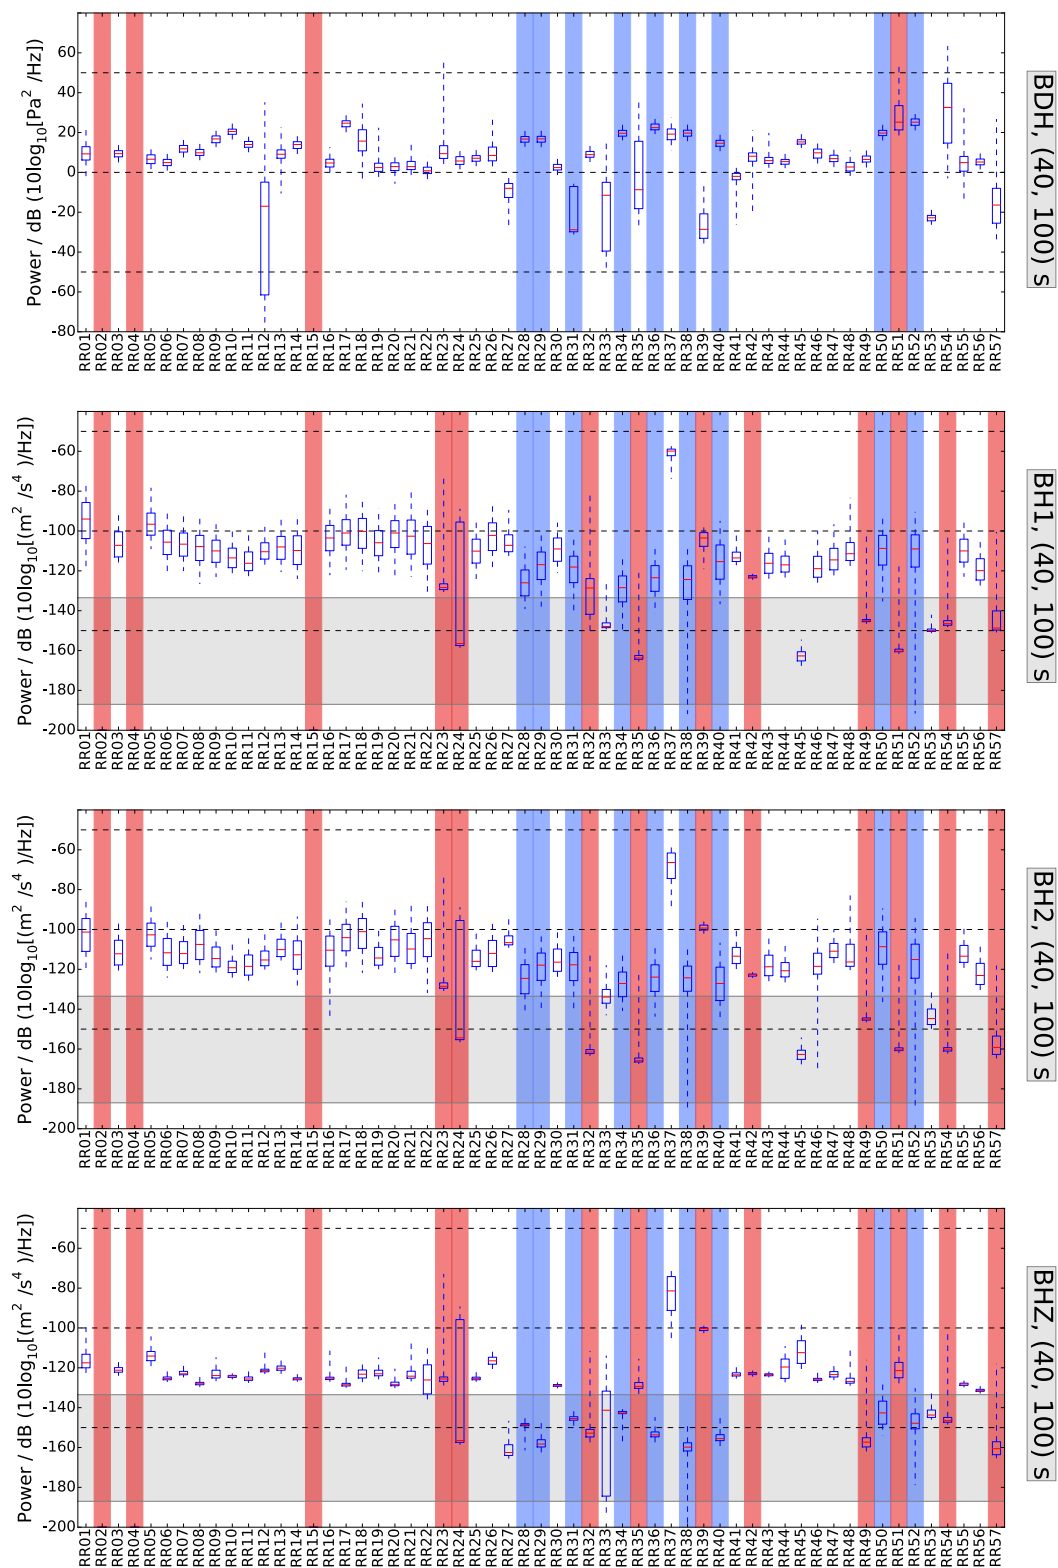 BDH, (40, 100) s
Power / dB (10log10[Pa2 /Hz])
60
40
20
0
-20
-40
-60
-80
RR01 RR02 RR03 RR04 RR05 RR06 RR07 RR08 RR09 RR10 RR11 RR12 RR13 RR14 RR15 RR16 RR17 RR18 RR19 RR20 RR21 RR22 RR23 RR24 RR25 RR26 RR27 RR28 RR29 RR30 RR31 RR32 RR33 RR34 RR35 RR36 RR37 RR38 RR39 RR40 RR41 RR42 RR43 RR44 RR45 RR46 RR47 RR48 RR49 RR50 RR51 RR52 RR53 RR54 RR55 RR56 RR57
BH1, (40, 100) s
Power / dB (10log10[(m2 /s4 )/Hz])
-60
-80
-100
-120
-140
-160
-180
-200
RR01 RR02 RR03 RR04 RR05 RR06 RR07 RR08 RR09 RR10 RR11 RR12 RR13 RR14 RR15 RR16 RR17 RR18 RR19 RR20 RR21 RR22 RR23 RR24 RR25 RR26 RR27 RR28 RR29 RR30 RR31 RR32 RR33 RR34 RR35 RR36 RR37 RR38 RR39 RR40 RR41 RR42 RR43 RR44 RR45 RR46 RR47 RR48 RR49 RR50 RR51 RR52 RR53 RR54 RR55 RR56 RR57
BH2, (40, 100) s
Power / dB (10log10[(m2 /s4 )/Hz])
-60
-80
-100
-120
-140
-160
-180
-200
RR01 RR02 RR03 RR04 RR05 RR06 RR07 RR08 RR09 RR10 RR11 RR12 RR13 RR14 RR15 RR16 RR17 RR18 RR19 RR20 RR21 RR22 RR23 RR24 RR25 RR26 RR27 RR28 RR29 RR30 RR31 RR32 RR33 RR34 RR35 RR36 RR37 RR38 RR39 RR40 RR41 RR42 RR43 RR44 RR45 RR46 RR47 RR48 RR49 RR50 RR51 RR52 RR53 RR54 RR55 RR56 RR57
BHZ, (40, 100) s
Power / dB (10log10[(m2 /s4 )/Hz])
-60
-80
-100
-120
-140
-160
-180
-200
RR01 RR02 RR03 RR04 RR05 RR06 RR07 RR08 RR09 RR10 RR11 RR12 RR13 RR14 RR15 RR16 RR17 RR18 RR19 RR20 RR21 RR22 RR23 RR24 RR25 RR26 RR27 RR28 RR29 RR30 RR31 RR32 RR33 RR34 RR35 RR36 RR37 RR38 RR39 RR40 RR41 RR42 RR43 RR44 RR45 RR46 RR47 RR48 RR49 RR50 RR51 RR52 RR53 RR54 RR55 RR56 RR57